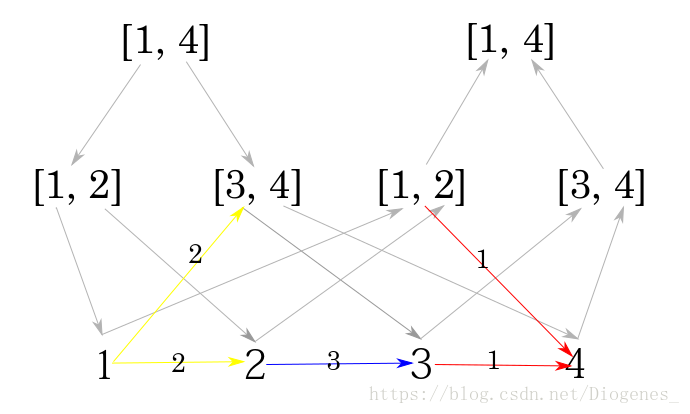 [1, 4] [1, 4]
[1, 2] [3, 4] [1, 2] [3, 4]
2 1
1 2 2 3 3 1 4
https://blog.csdn.net/Diogenes_